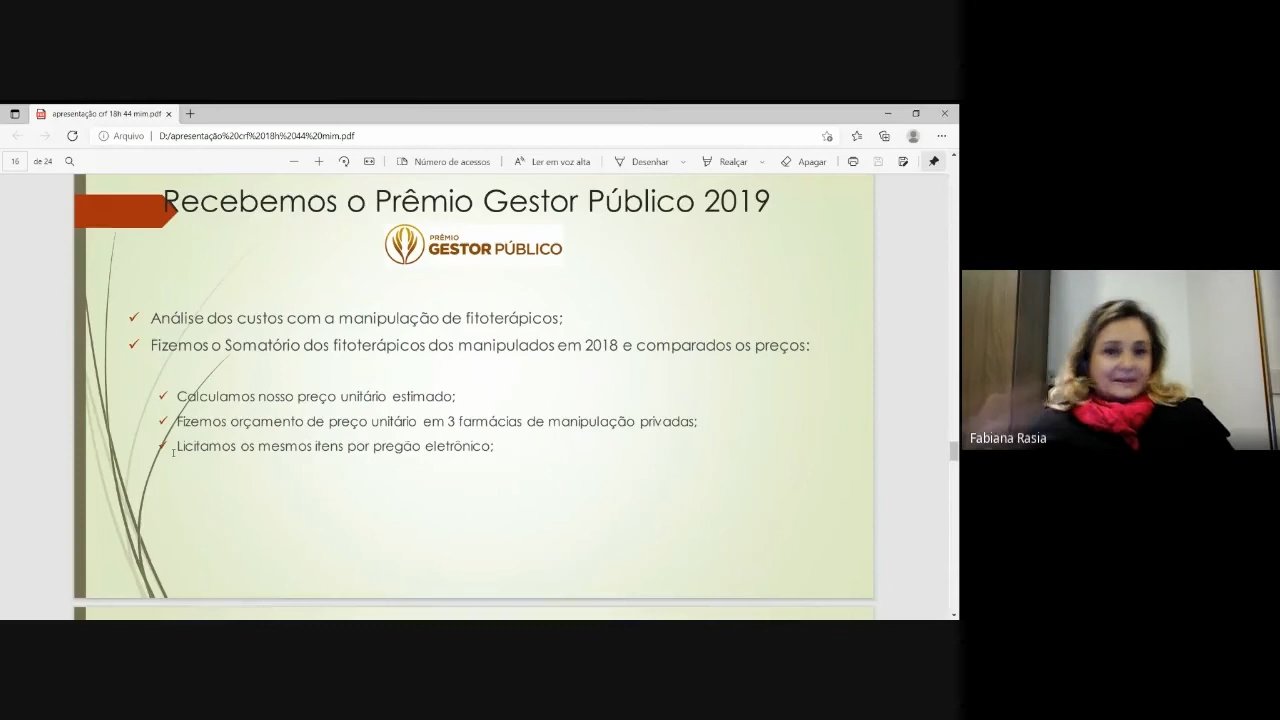 apresentação crf 18h 44 mim.pdf
Arquivo
D:/apresentação%20crf%2018h%2044%20mim.pdf
16 de 24
Número de acessos
Ler em voz alta
Desenhar
Realçar
Apagar
Recebemos o Prêmio Gestor Público 2019
PRÊMIO
GESTOR PÚBLICO
Análise dos custos com a manipulação de fitoterápicos;
Fizemos o Somatório dos fitoterápicos dos manipulados em 2018 e comparados os preços:
Calculamos nosso preço unitário estimado;
Fizemos orçamento de preço unitário em 3 farmácias de manipulação privadas;
Licitamos os mesmos itens por pregão eletrônico;
Fabiana Rasia